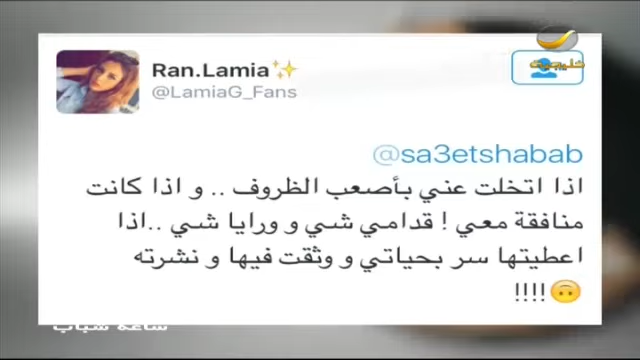 خليجية
Ran.Lamia✨
@LamiaG_Fans
@sa3etshabab
اذا اتخلت عني بأصعب الظروف .. و اذا كانت
منافقة معي ! قدامي شي و ورايا شي ..اذا
اعطيتها سر بحياتي و وثقت فيها و نشرته
🙃!!!!
ساعة شباب